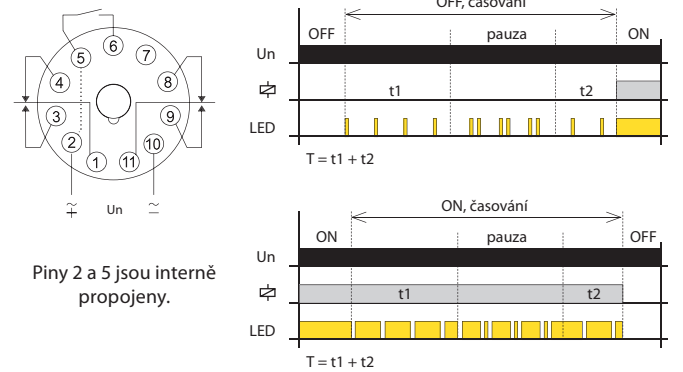 6
5
7
4
8
3
9
2
10
1
11
Un
Piny 2 a 5 jsou interně
propojeny.
OFF, časování
OFF
pauza
ON
Un
t1
t2
LED
T = t1 + t2
ON, časování
ON
pauza
OFF
Un
t1
t2
LED
T = t1 + t2